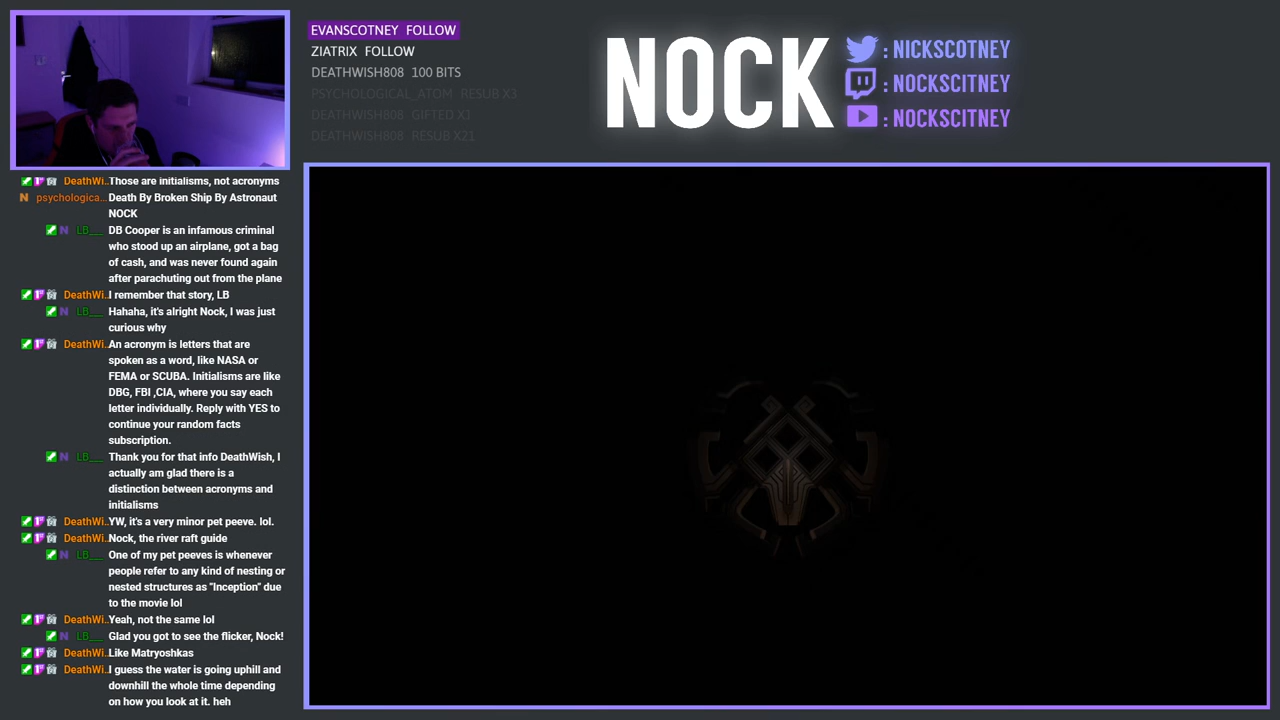 EVANSCOTNEY FOLLOW
ZIATRIX FOLLOW
DEATHWISH808 100 BITS
PSYCHOLOGICAL_ATOM RESUB X3
DEATHWISH808 GIFTED X1
DEATHWISH808 RESUB X21
NOCK
: NICKSCOTNEY
: NOCKSCITNEY
: NOCKSCITNEY
DeathWi..Those are initialisms, not acronyms
N psychologica... Death By Broken Ship By Astronaut
NOCK
N LB__ DB Cooper is an infamous criminal
who stood up an airplane, got a bag
of cash, and was never found again
after parachuting out from the plane
DeathWi..I remember that story, LB
N LB__ Hahaha, it's alright Nock, I was just
curious why
DeathWi..An acronym is letters that are
spoken as a word, like NASA or
FEMA or SCUBA. Initialisms are like
DBG, FBI ,CIA, where you say each
letter individually. Reply with YES to
continue your random facts
subscription.
N LB__ Thank you for that info DeathWish, I
actually am glad there is a
distinction between acronyms and
initialisms
DeathWi..YW, it's a very minor pet peeve. lol.
DeathWi..Nock, the river raft guide
N LB__ One of my pet peeves is whenever
people refer to any kind of nesting or
nested structures as "Inception" due
to the movie lol
DeathWi..Yeah, not the same lol
N LB__ Glad you got to see the flicker, Nock!
DeathWi..Like Matryoshkas
DeathWi..I guess the water is going uphill and
downhill the whole time depending
on how you look at it. heh